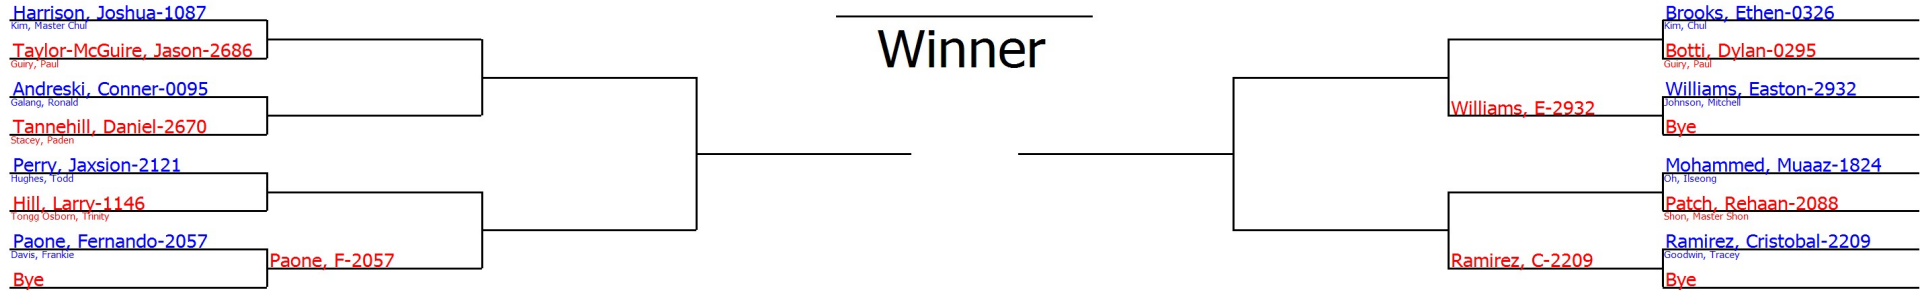 Harrison, Joshua-1087
Kim, Master Chul
Taylor-McGuire, Jason-2686
Guiry, Paul
Andreski, Conner-0095
Galang, Ronald
Tannehill, Daniel-2670
Stacey, Paden
Perry, Jaxsion-2121
Hughes, Todd
Hill, Larry-1146
Tongg Osborn, Trinity
Paone, Fernando-2057
Davis, Frankie
Bye
Paone, F-2057
Winner
Williams, E-2932
Ramirez, C-2209
Brooks, Ethen-0326
Kim, Chul
Botti, Dylan-0295
Guiry, Paul
Williams, Easton-2932
Johnson, Mitchell
Bye
Mohammed, Muaaz-1824
Oh, Ilseong
Patch, Rehaan-2088
Shon, Master Shon
Ramirez, Cristobal-2209
Goodwin, Tracey
Bye